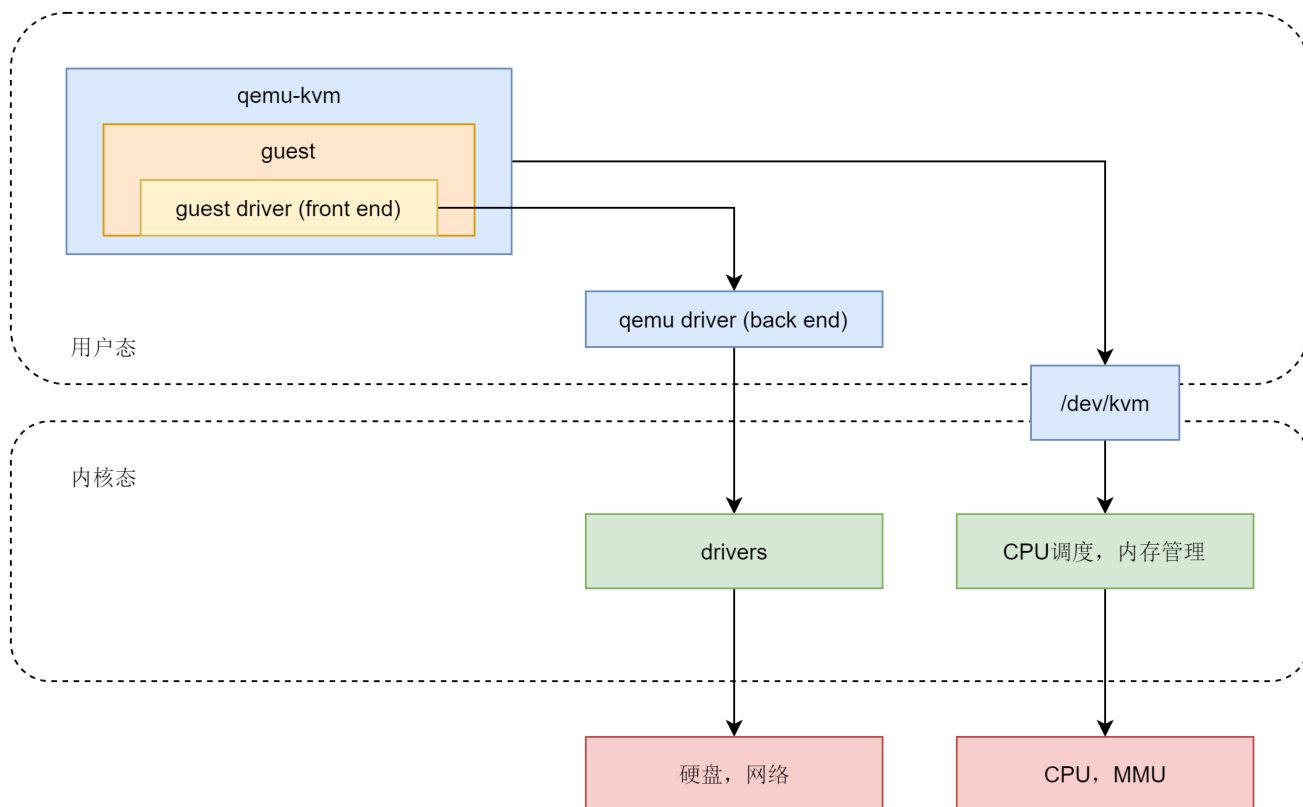 qemu-kvm
guest
guest driver (front end)
qemu driver (back end)
用户态
/dev/kvm
内核态
drivers
CPU调度，内存管理
硬盘，网络
CPU，MMU